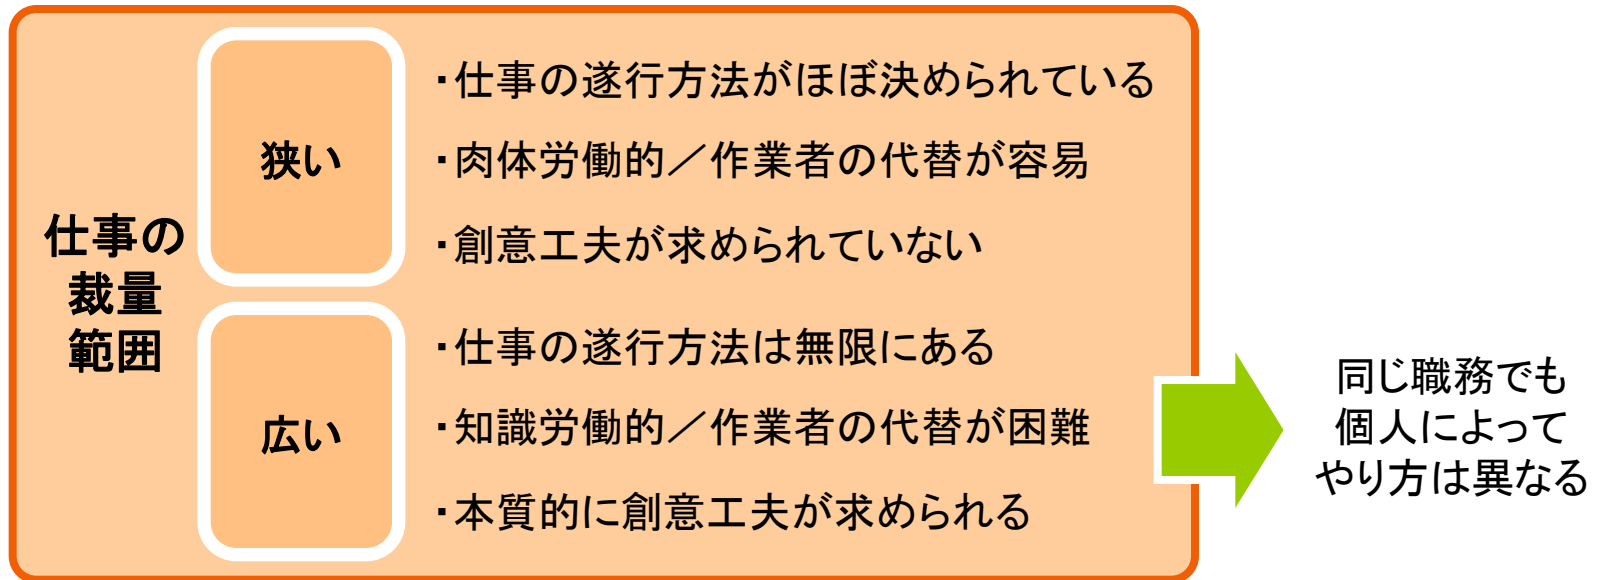 仕事の
裁量
範囲
狭い
・仕事の遂行方法がほぼ決められている
・肉体労働的／作業者の代替が容易
・創意工夫が求められていない
広い
・仕事の遂行方法は無限にある
・知識労働的／作業者の代替が困難
・本質的に創意工夫が求められる
同じ職務でも
個人によって
やり方は異なる